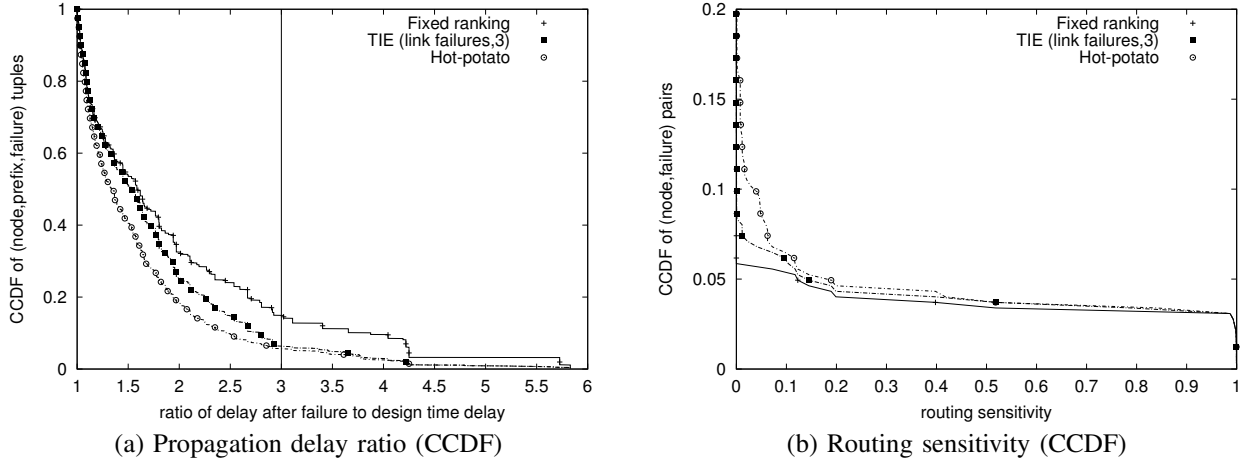 Fixed ranking
TIE (link failures,3)
Hot-potato
1
0.8
0.6
0.4
0.2
0
CCDF of (node,prefix,failure) tuples
1 1.5 2 2.5 3 3.5 4 4.5 5 5.5 6
ratio of delay after failure to design time delay
(a) Propagation delay ratio (CCDF)
Fixed ranking
TIE (link failures,3)
Hot-potato
0.2
0.15
0.1
0.05
0
CCDF of (node,failure) pairs
0 0.1 0.2 0.3 0.4 0.5 0.6 0.7 0.8 0.9 1
routing sensitivity
(b) Routing sensitivity (CCDF)